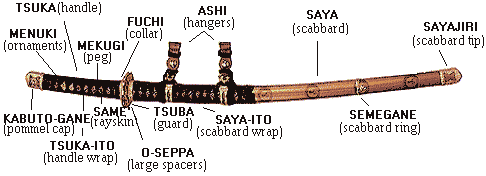 TSUKA(handle)
FUCHI
(collar)
ASHI
(hangers)
SAYA
(scabbard)
SAYAJIRI
(scabbard tip)
MENUKI
(ornaments)
MEKUGI
(peg)
KABUTO-GANE
(pommel cap)
SAME
(rayskin)
TSUBA
(guard)
SAYA-ITO
(scabbard wrap)
SEMEGANE
(scabbard ring)
TSUKA-ITO
(handle wrap)
O-SEPPA
(large spacers)